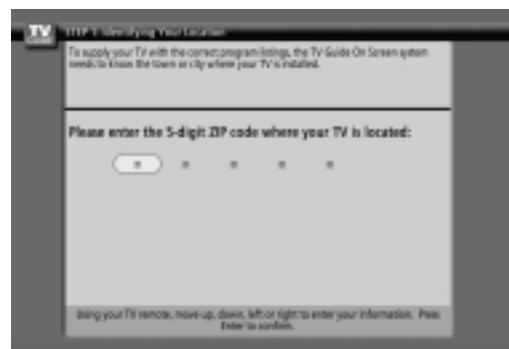 TV
STEP 1: Identifying Your Location
To supply your TV with the correct program listings, the TV Guide On Screen system
needs to know the town or city where your TV is installed.
Please enter the 5-digit ZIP code where your TV is located:
Using your TV remote, move up, down, left or right to enter your information. Press
Enter to confirm.